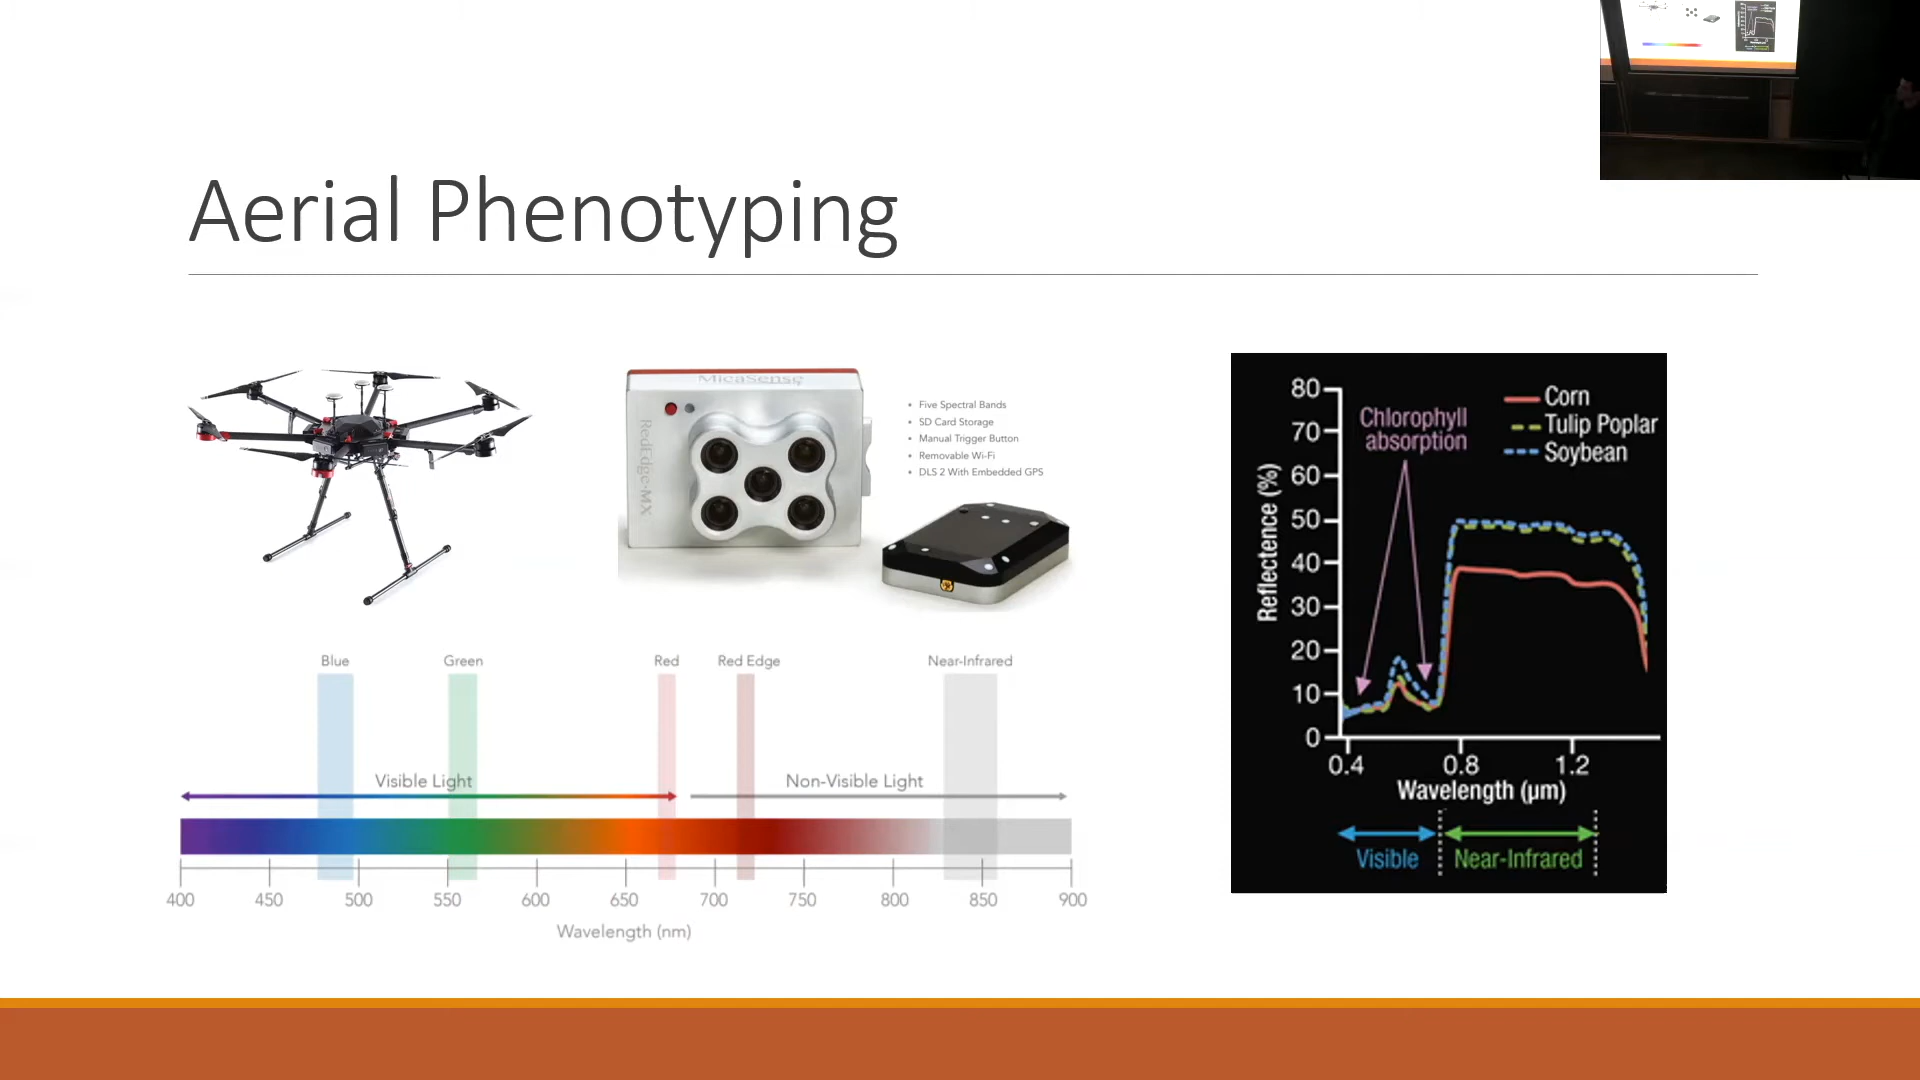 Aerial Phenotyping
MicaSense
RedEdge-MX
• Five Spectral Bands
• SD Card Storage
• Manual Trigger Button
• Removable Wi-Fi
• DLS 2 With Embedded GPS
Blue Green Red Red Edge Near-Infrared
Visible Light Non-Visible Light
400 450 500 550 600 650 700 750 800 850 900
Wavelength (nm)
80
70
60
50
40
30
20
10
0
Reflectence (%)
Chlorophyll
absorption
Corn
Tulip Poplar
Soybean
0.4 0.8 1.2
Wavelength (µm)
Visible Near-Infrared